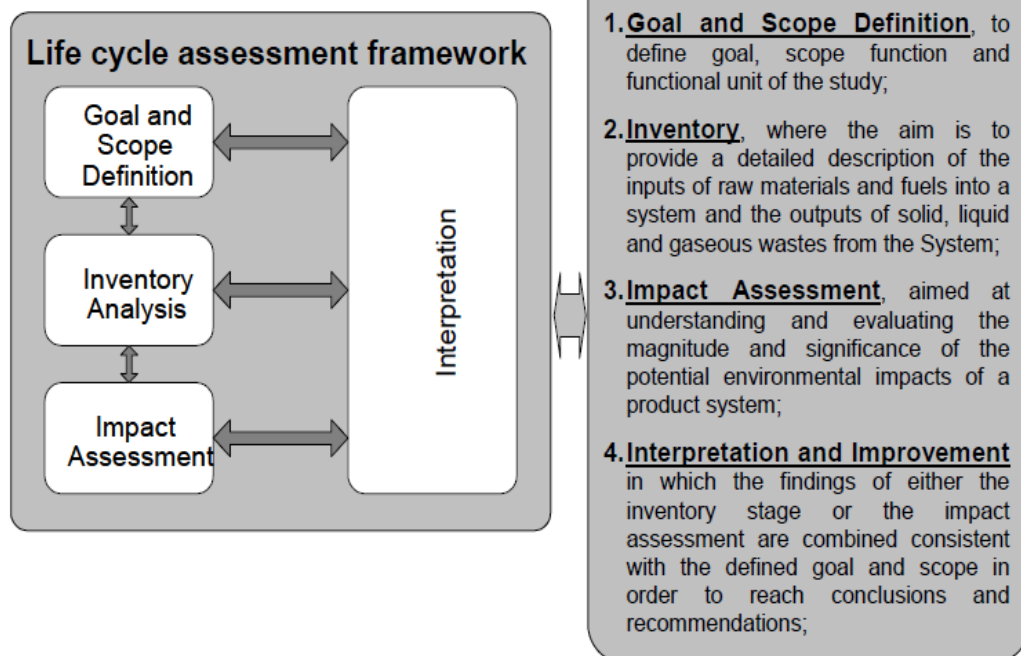 Life cycle assessment framework
Goal and
Scope
Definition
Inventory
Analysis
Impact
Assessment
Interpretation
1. Goal and Scope Definition, to
define goal, scope function and
functional unit of the study;
2. Inventory, where the aim is to
provide a detailed description of the
inputs of raw materials and fuels into a
system and the outputs of solid, liquid
and gaseous wastes from the System;
3. Impact Assessment, aimed at
understanding and evaluating the
magnitude and significance of the
potential environmental impacts of a
product system;
4. Interpretation and Improvement
in which the findings of either the
inventory stage or the impact
assessment are combined consistent
with the defined goal and scope in
order to reach conclusions and
recommendations;